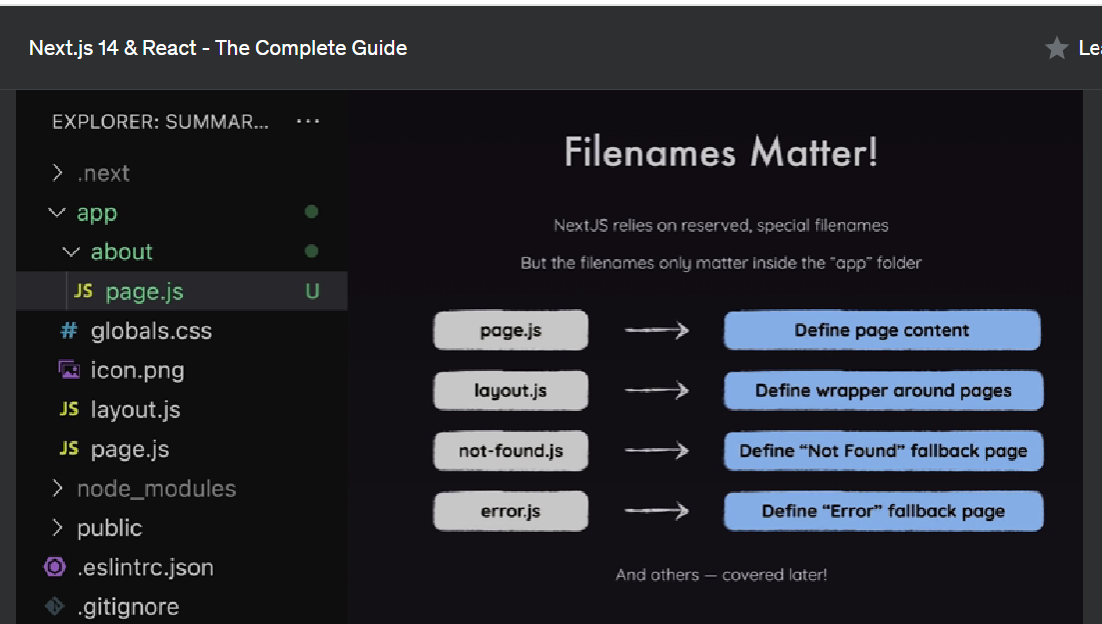 Next.js 14 & React - The Complete Guide
EXPLORER: SUMMAR...
.next
app
about
JS page.js U
# globals.css
icon.png
JS layout.js
JS page.js
node_modules
public
.eslintrc.json
.gitignore
Filenames Matter!
NextJS relies on reserved, special filenames
But the filenames only matter inside the "app" folder
page.js Define page content
layout.js Define wrapper around pages
not-found.js Define “Not Found” fallback page
error.js Define “Error” fallback page
And others — covered later!